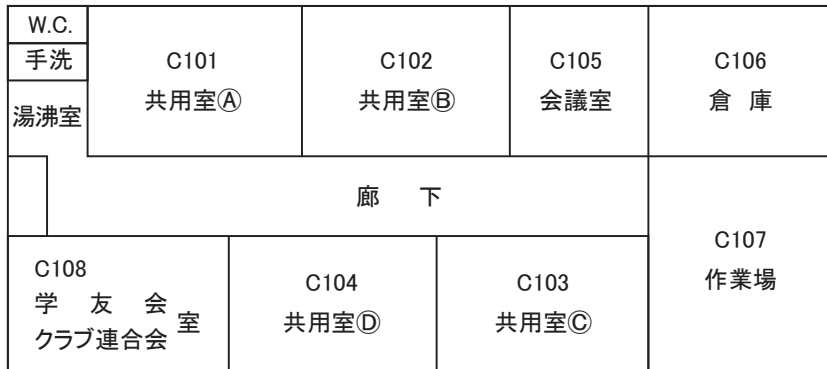 W.C.
手洗
湯沸室
C101
共用室Ⓐ
C102
共用室Ⓑ
C105
会議室
C106
倉 庫
廊 下
C107
作業場
C108
学 友 会
クラブ連合会
室
C104
共用室Ⓓ
C103
共用室Ⓒ